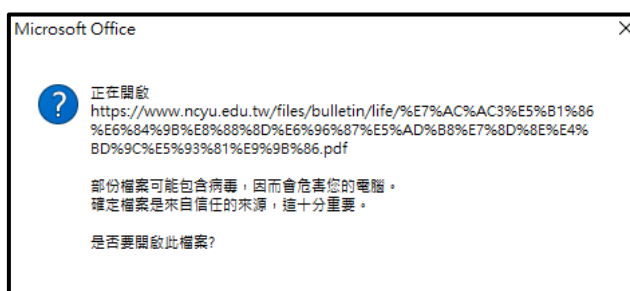 Microsoft Office
正在開啟
https://www.ncyu.edu.tw/files/bulletin/life/%E7%AC%AC3%E5%B1%86
%E6%84%9B%E8%88%8D%E6%96%87%E5%AD%B8%E7%8D%8E%E4%
BD%9C%E5%93%81%E9%9B%86.pdf
部份檔案可能包含病毒，因而會危害您的電腦。
確定檔案是來自信任的來源，這十分重要。
是否要開啟此檔案?